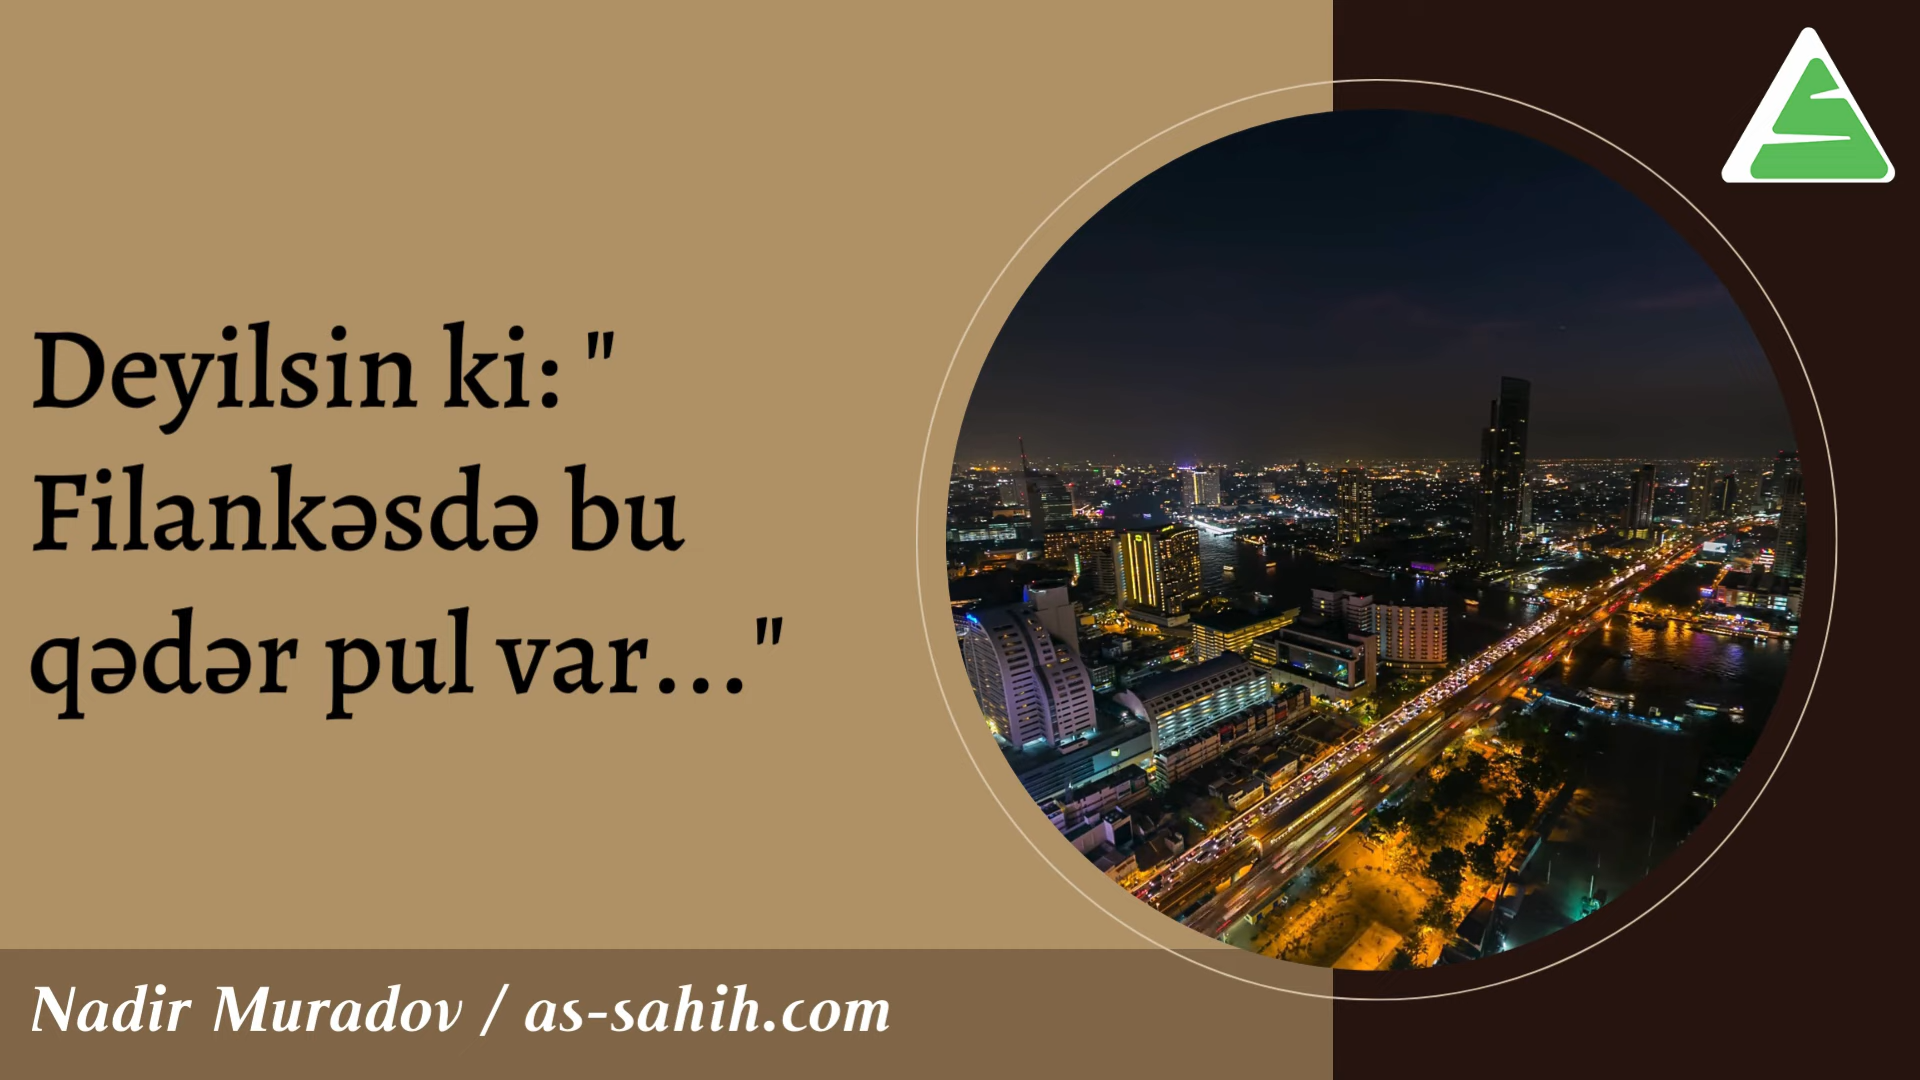 Deyilsin ki: "
Filankəsdə bu
qədər pul var..."
Nadir Muradov / as-sahih.com